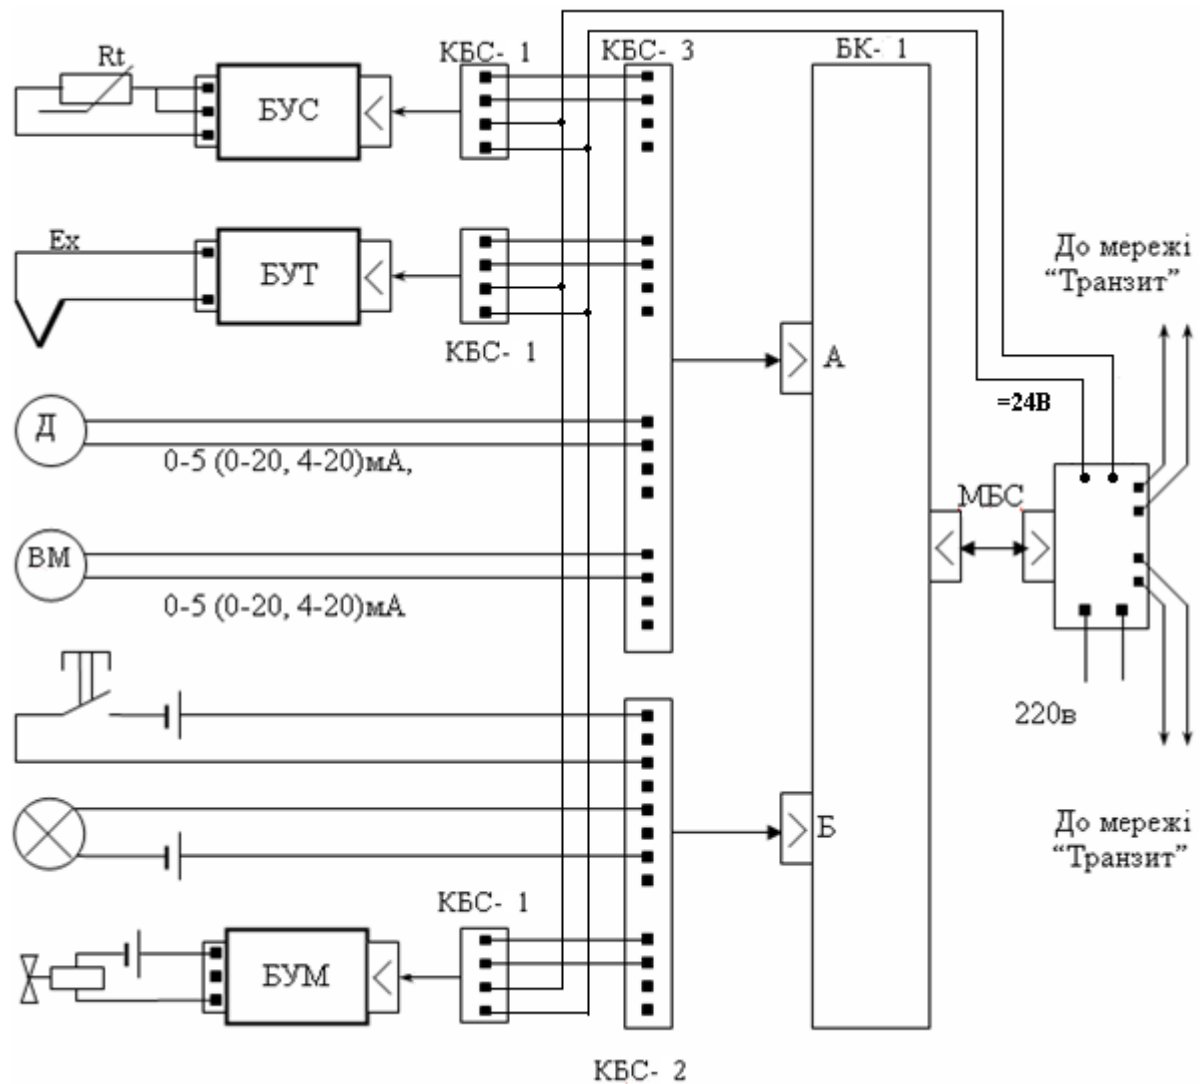 КБС- 1
КБС- 3
БК- 1
Rt
БУС
Ex
БУТ
КБС- 1
До мережі
“Транзит”
А
=24В
Д
0-5 (0-20, 4-20)мА,
МБС
ВМ
0-5 (0-20, 4-20)мА
220в
Б
До мережі
“Транзит”
КБС- 1
БУМ
КБС- 2